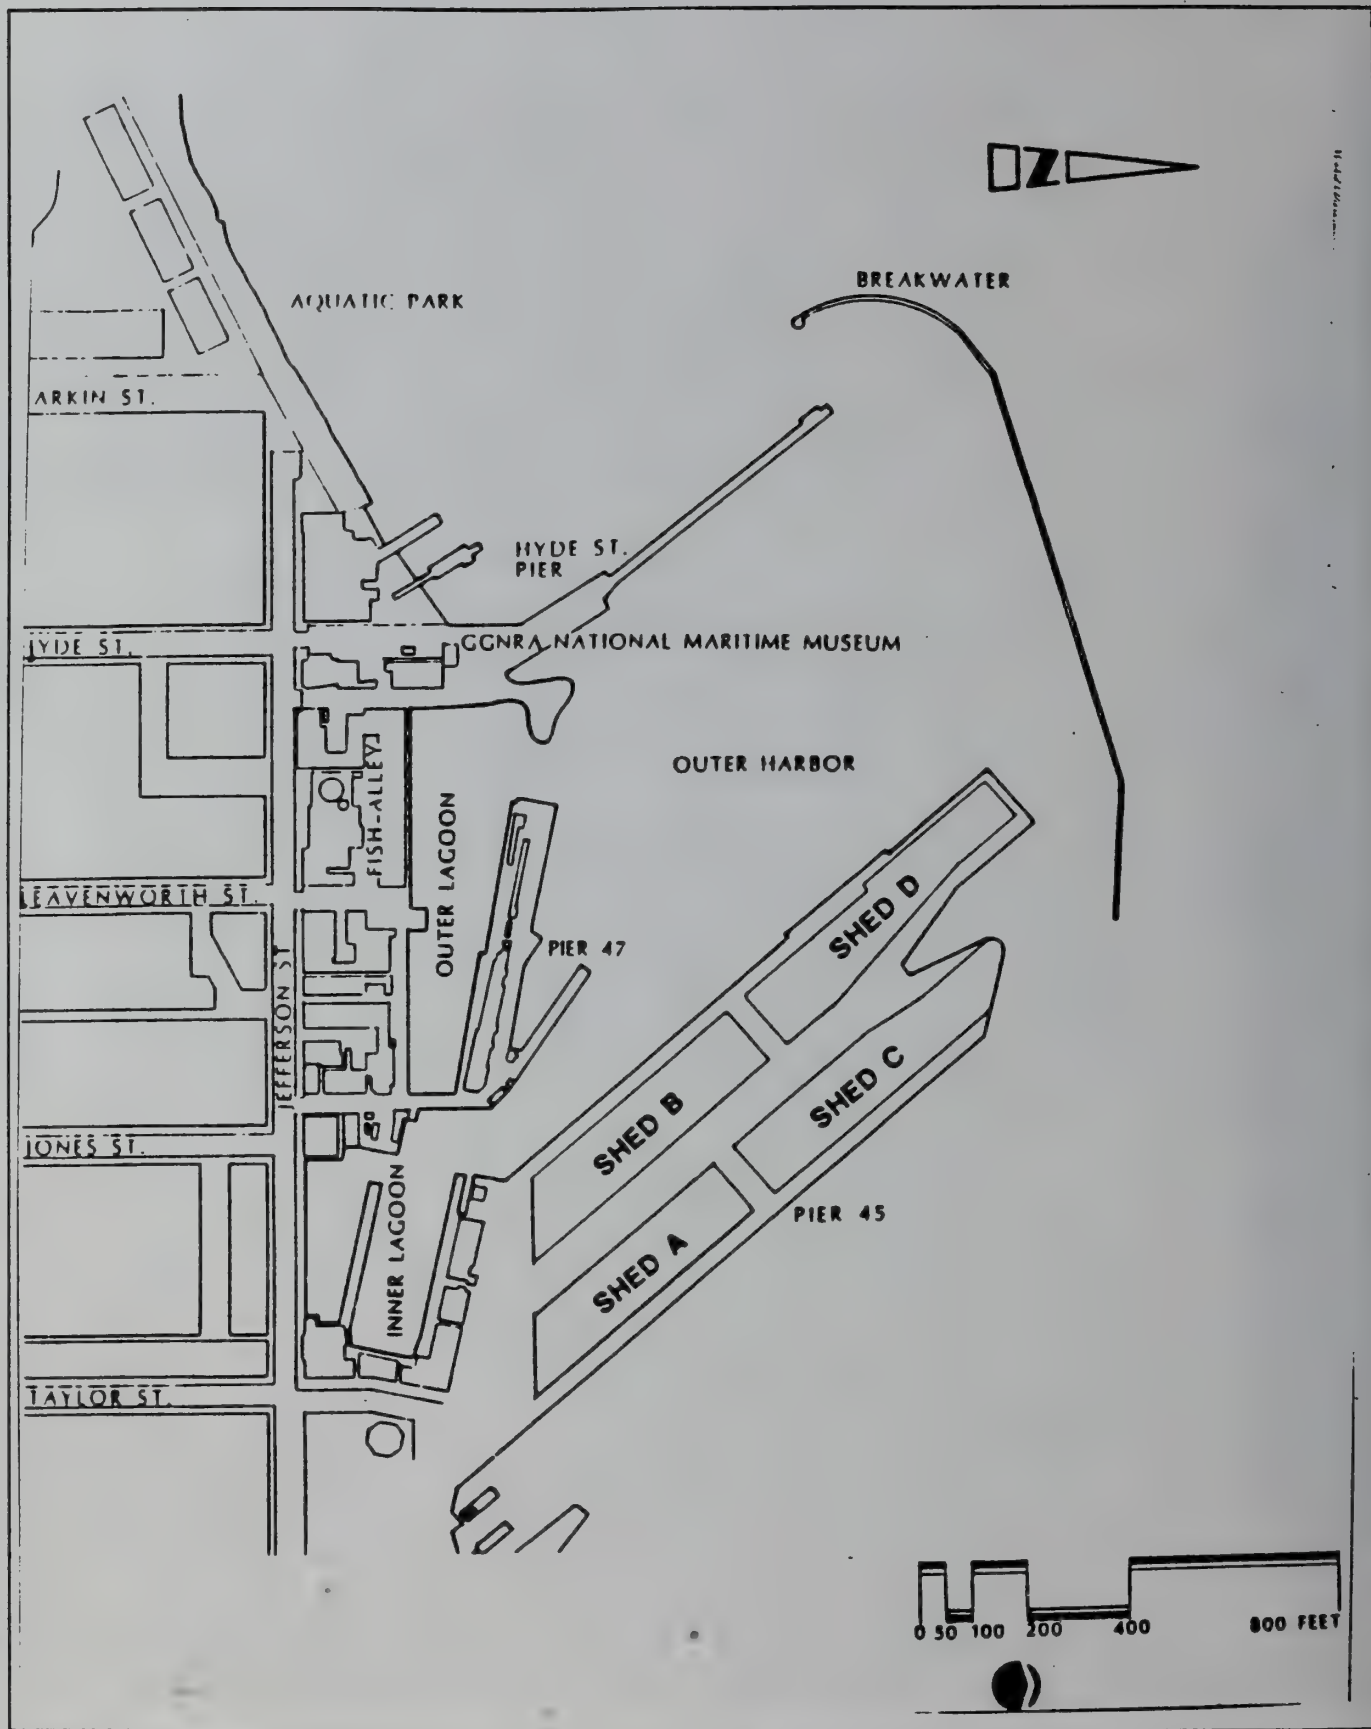 N
BREAKWATER
AQUATIC PARK
ARKIN ST.
HYDE ST.
PIER
GGNRA NATIONAL MARITIME MUSEUM
YDE ST.
OUTER HARBOR
FISH-ALLEY
OUTER LAGOON
LEAVENWORTH ST.
SHED D
PIER 47
JEFFERSON ST
SHED C
SHED B
JONES ST.
INNER LAGOON
PIER 45
SHED A
TAYLOR ST.
0 50 100 200 400 800 FEET